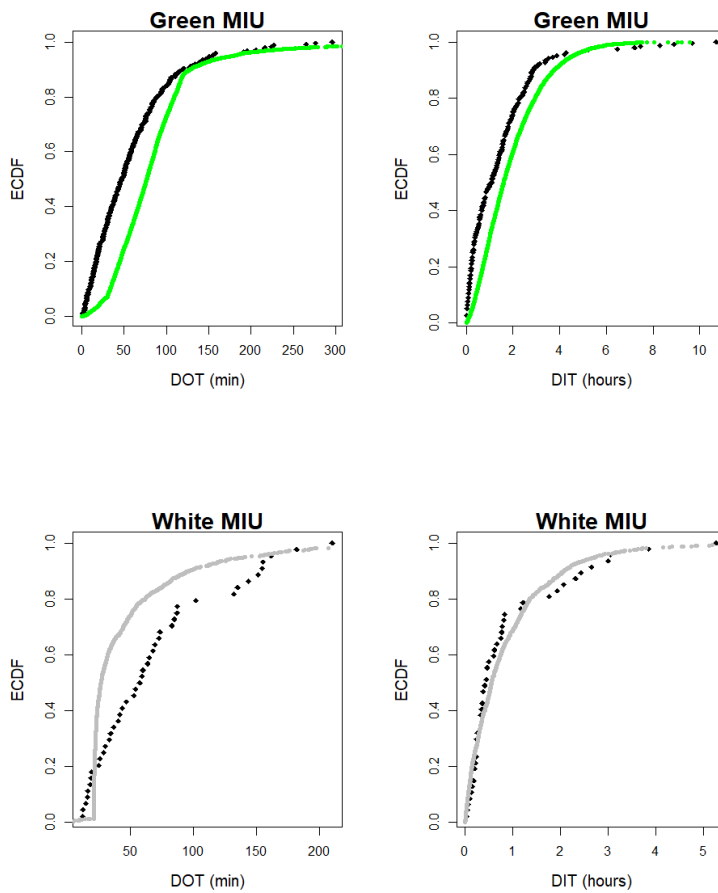 Green MIU
ECDF
0.0 0.2 0.4 0.6 0.8 1.0
0 50 100 150 200 250 300
DOT (min)
Green MIU
ECDF
0.0 0.2 0.4 0.6 0.8 1.0
0 2 4 6 8 10
DIT (hours)
White MIU
ECDF
0.0 0.2 0.4 0.6 0.8 1.0
50 100 150 200
DOT (min)
White MIU
ECDF
0.0 0.2 0.4 0.6 0.8 1.0
0 1 2 3 4 5
DIT (hours)